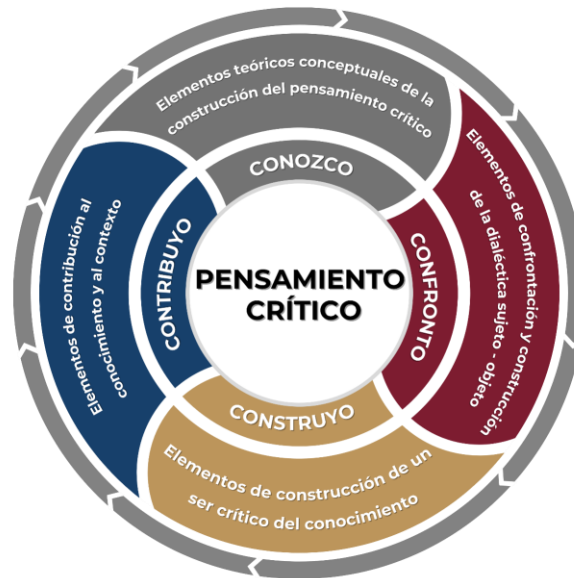 Elementos teóricos conceptuales de la
construcción del pensamiento crítico
CONOZCO
Elementos de confrontación y construcción
de la dialéctica sujeto - objeto
CONFRONTO
PENSAMIENTO
CRÍTICO
CONSTRUYO
Elementos de construcción de un
ser crítico del conocimiento
CONTRIBUYO
Elementos de contribución al
conocimiento y al contexto